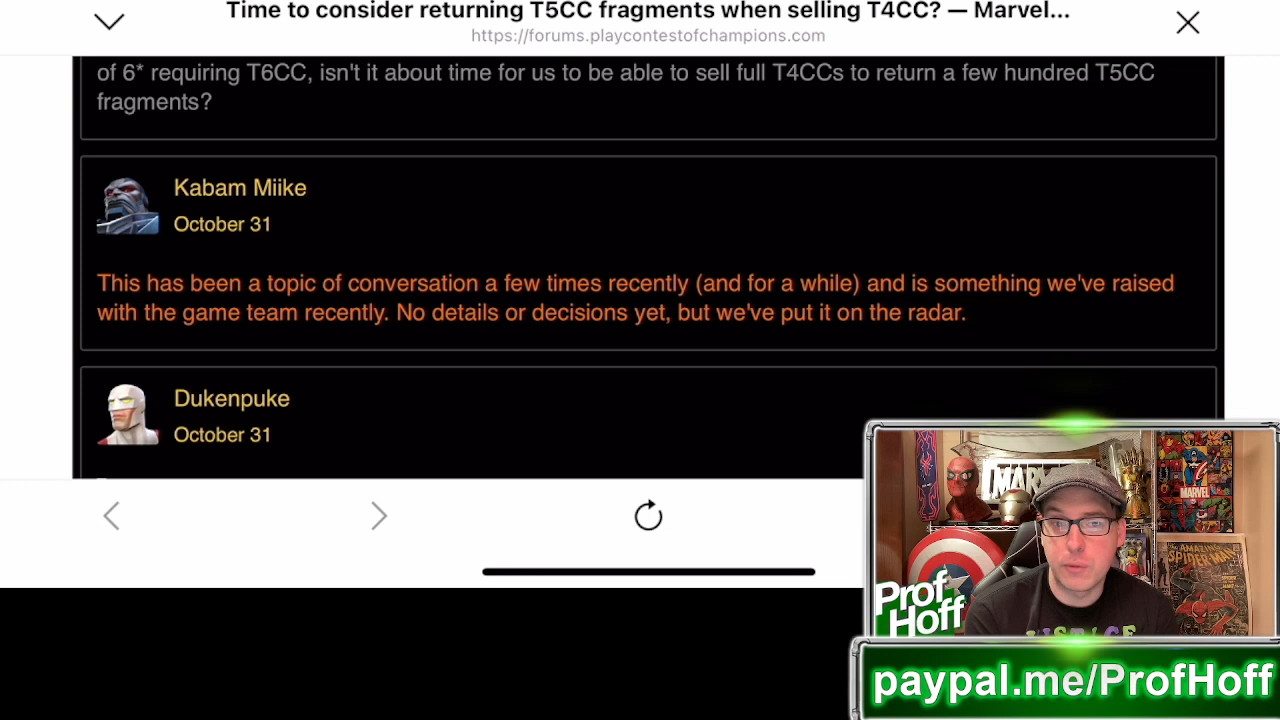 Time to consider returning T5CC fragments when selling T4CC? — Marvel...
https://forums.playcontestofchampions.com
of 6* requiring T6CC, isn't it about time for us to be able to sell full T4CCs to return a few hundred T5CC
fragments?
Kabam Miike
October 31
This has been a topic of conversation a few times recently (and for a while) and is something we've raised
with the game team recently. No details or decisions yet, but we've put it on the radar.
Dukenpuke
October 31
MARVEL
AMAZING
SPIDER-MAN
Prof
Hoff
paypal.me/ProfHoff